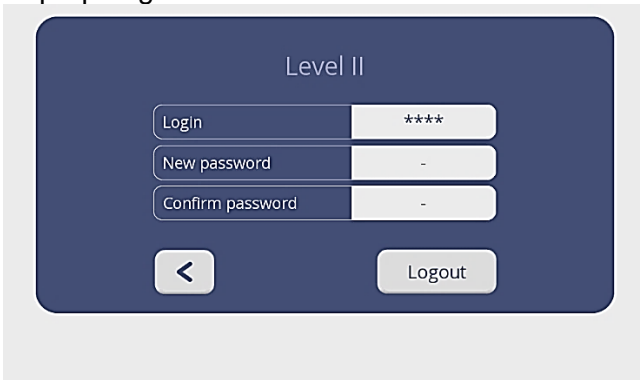 Level II
Login ****
New password -
Confirm password -
< Logout